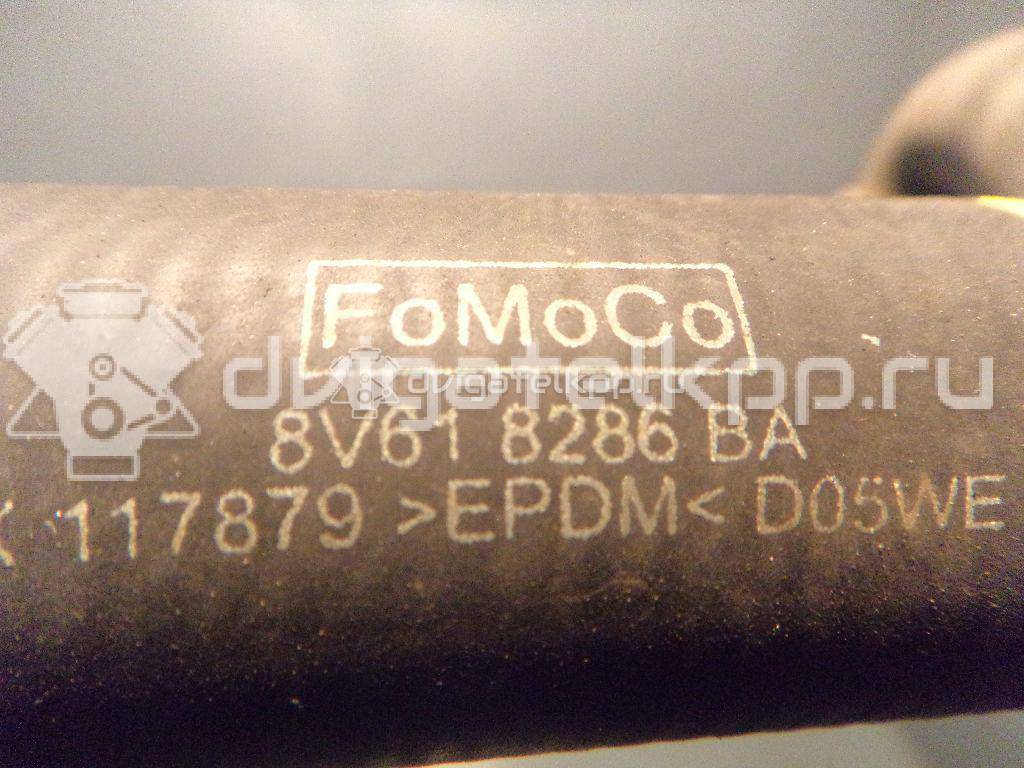 FoMoCo
dvigatelkpp.ru
dvigatelkpp.ru
8V61 8286 BA
117879 >EPDM< D05WE